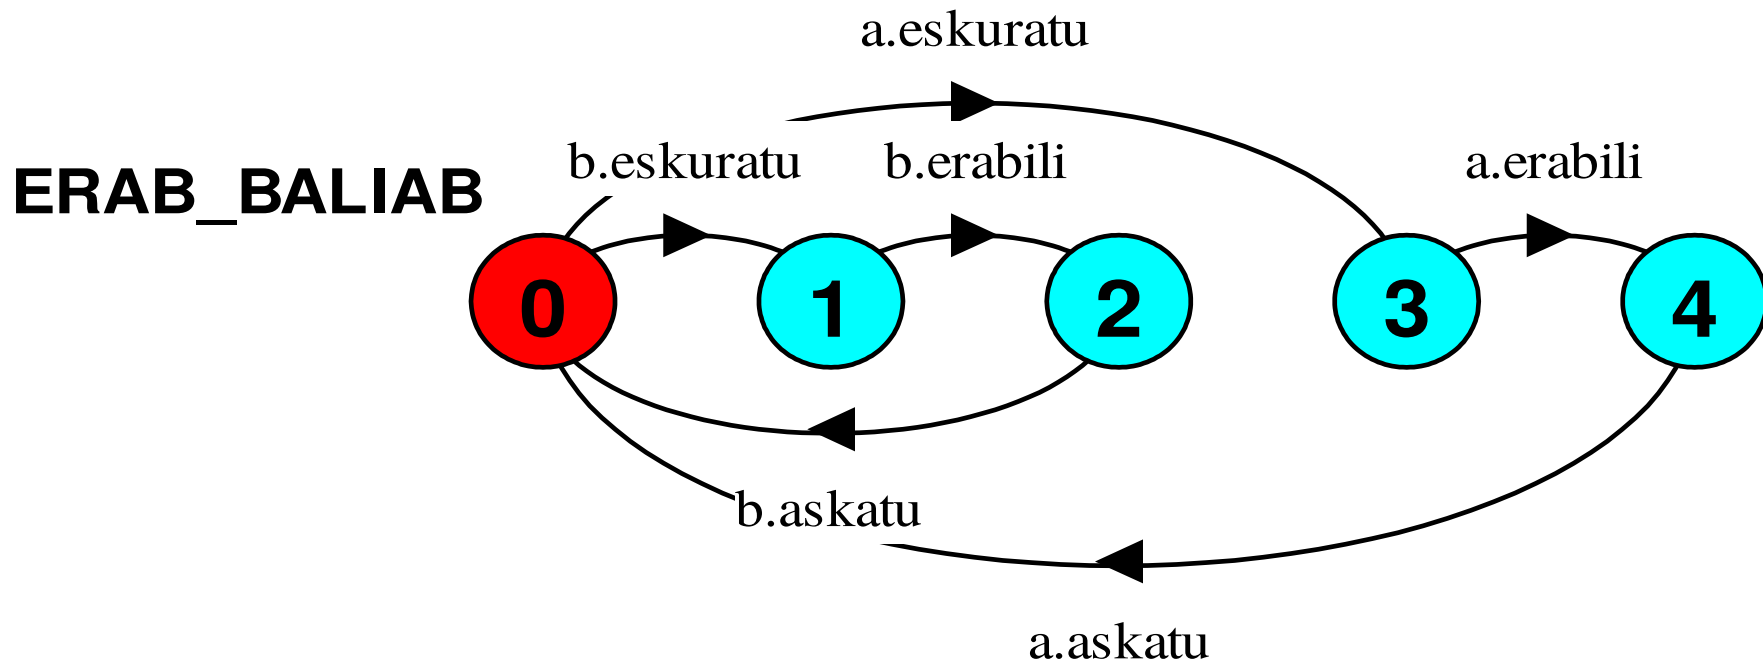 a.eskuratu
b.eskuratu b.erabili a.erabili
ERAB_BALIAB
0 1 2 3 4
b.askatu
a.askatu